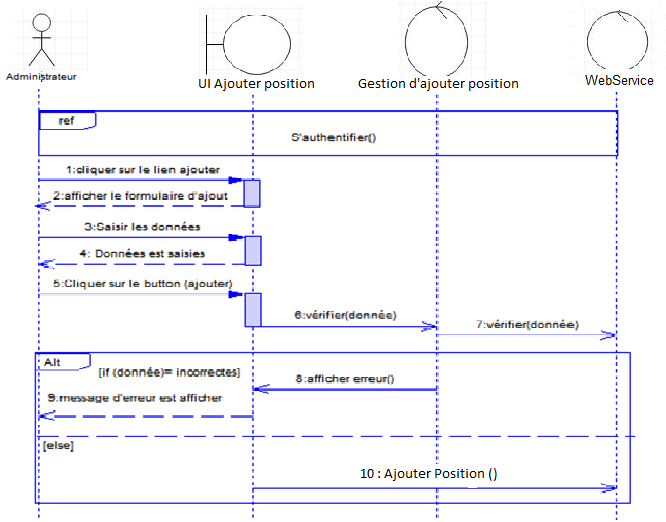 Administrateur
UI Ajouter position
Gestion d'ajouter position
WebService
ref
S'authentifier()
1:cliquer sur le lien ajouter
2:afficher le formulaire d'ajout
3:Saisir les données
4: Données est saisies
5:Cliquer sur le button (ajouter)
6:vérifier(donnée)
7:vérifier(donnée)
Alt
[if (donnée)= incorrectes]
8:afficher erreur()
9:message d'erreur est afficher
[else]
10 : Ajouter Position ()